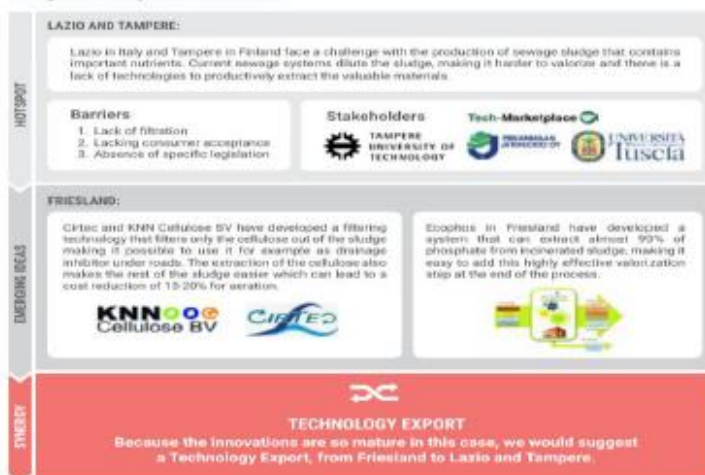 LAZIO AND TAMPERE:
Lazio in Italy and Tampere in Finland face a challenge with the production of sewage sludge that contains
important nutrients. Current sewage systems dilute the sludge, making it harder to valorize and there is a
lack of technologies to productively extract the valuable materials.
HOTSPOT
Barriers
1. Lack of filtration
2. Lacking consumer acceptance
3. Absence of specific legislation
Stakeholders
Tech-Marketplace
TAMPERE
UNIVERSITY OF
TECHNOLOGY
UNIVERSITÀ
Tuscia
FRIESLAND:
EMERGING IDEAS
Cirtec and KNN Cellulose BV have developed a filtering
technology that filters only the cellulose out of the sludge
making it possible to use it for example as drainage
inhibitor under roads. The extraction of the cellulose also
makes the rest of the sludge easier which can lead to a
cost reduction of 15-20% for aeration.
KNN
Cellulose BV
CIRTEC
Ecophos in Friesland have developed a
system that can extract almost 99% of
phosphate from incinerated sludge, making it
easy to add this highly effective valorization
step at the end of the process.
SYNERGY
TECHNOLOGY EXPORT
Because the innovations are so mature in this case, we would suggest
a Technology Export, from Friesland to Lazio and Tampere.